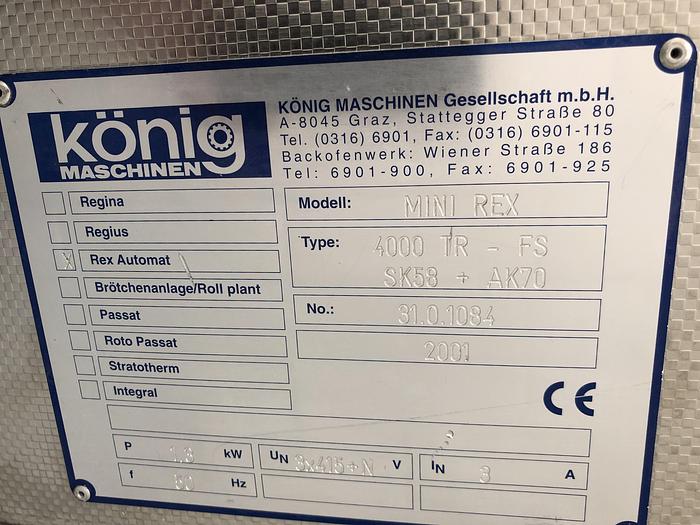 könig
MASCHINEN
KÖNIG MASCHINEN Gesellschaft m.b.H.
A-8045 Graz, Stattegger Straße 80
Tel. (0316) 6901, Fax: (0316) 6901-115
Backofenwerk: Wiener Straße 186
Tel: 6901-900, Fax: 6901-925
Regina
Regius
X Rex Automat
Brötchenanlage/Roll plant
Passat
Roto Passat
Stratotherm
Integral
Modell: MINI REX
Type: 4000 TR - FS
SK58 + AK70
No.: 31.0.1084
2001
CE
P 1,3 kW
UN 3x415+N V
IN 3 A
f Hz